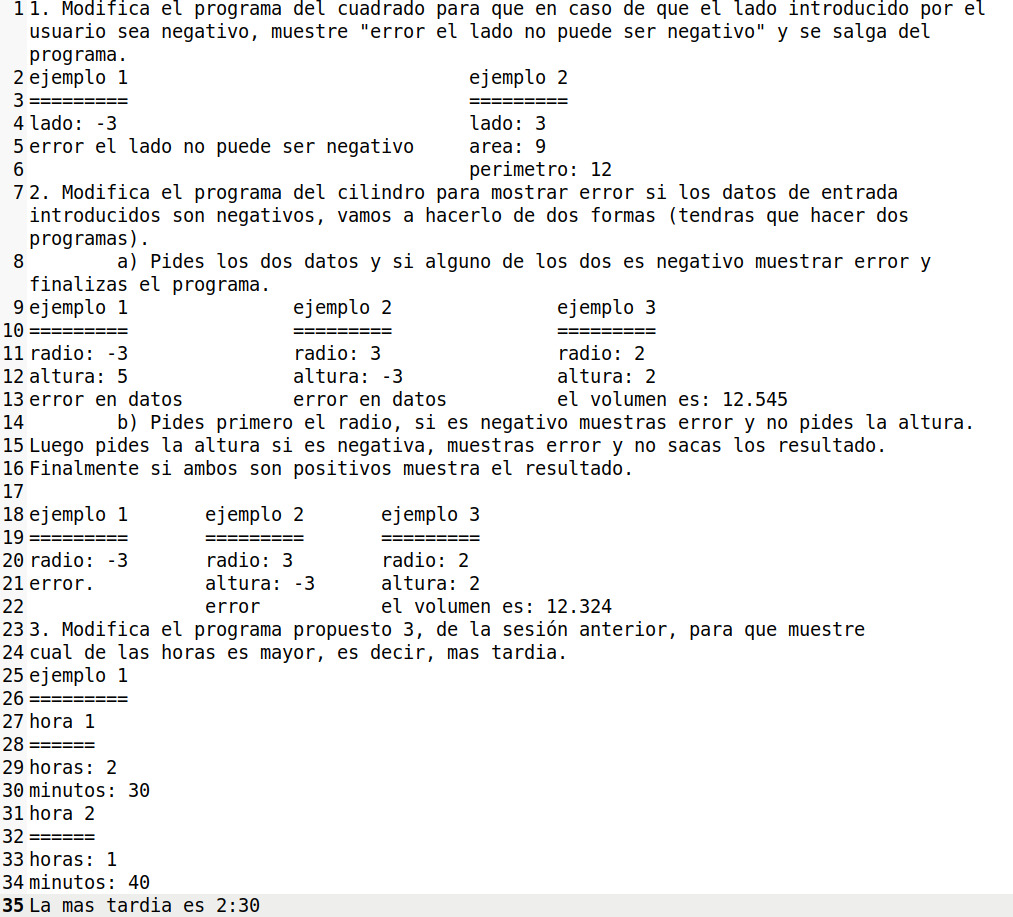 1 1. Modifica el programa del cuadrado para que en caso de que el lado introducido por el
usuario sea negativo, muestre "error el lado no puede ser negativo" y se salga del
programa.
2 ejemplo 1                               ejemplo 2
3 =========                               =========
4 lado: -3                                lado: 3
5 error el lado no puede ser negativo     area: 9
6                                         perimetro: 12
7 2. Modifica el programa del cilindro para mostrar error si los datos de entrada
introducidos son negativos, vamos a hacerlo de dos formas (tendras que hacer dos
programas).
8         a) Pides los dos datos y si alguno de los dos es negativo muestrar error y
finalizas el programa.
9 ejemplo 1               ejemplo 2               ejemplo 3
10 =========               =========               =========
11 radio: -3               radio: 3                radio: 2
12 altura: 5               altura: -3              altura: 2
13 error en datos          error en datos          el volumen es: 12.545
14         b) Pides primero el radio, si es negativo muestras error y no pides la altura.
15 Luego pides la altura si es negativa, muestras error y no sacas los resultado.
16 Finalmente si ambos son positivos muestra el resultado.
17
18 ejemplo 1       ejemplo 2       ejemplo 3
19 =========       =========       =========
20 radio: -3       radio: 3        radio: 2
21 error.          altura: -3      altura: 2
22                 error           el volumen es: 12.324
23 3. Modifica el programa propuesto 3, de la sesión anterior, para que muestre
24 cual de las horas es mayor, es decir, mas tardia.
25 ejemplo 1
26 =========
27 hora 1
28 ======
29 horas: 2
30 minutos: 30
31 hora 2
32 ======
33 horas: 1
34 minutos: 40
35 La mas tardia es 2:30